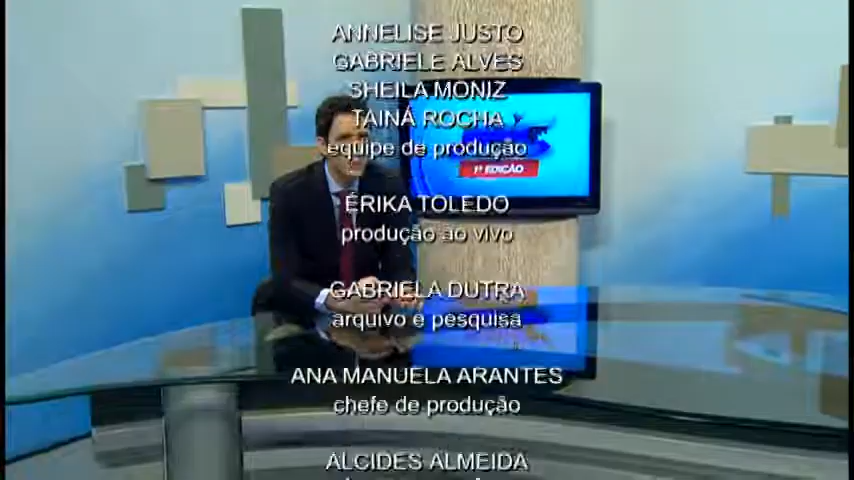 ANNELISE JUSTO
GABRIELE ALVES
SHEILA MONIZ
TAINÁ ROCHA
equipe de produção
1ª EDIÇÃO
ÉRIKA TOLEDO
produção ao vivo
GABRIELA DUTRA
arquivo e pesquisa
ANA MANUELA ARANTES
chefe de produção
ALCIDES ALMEIDA